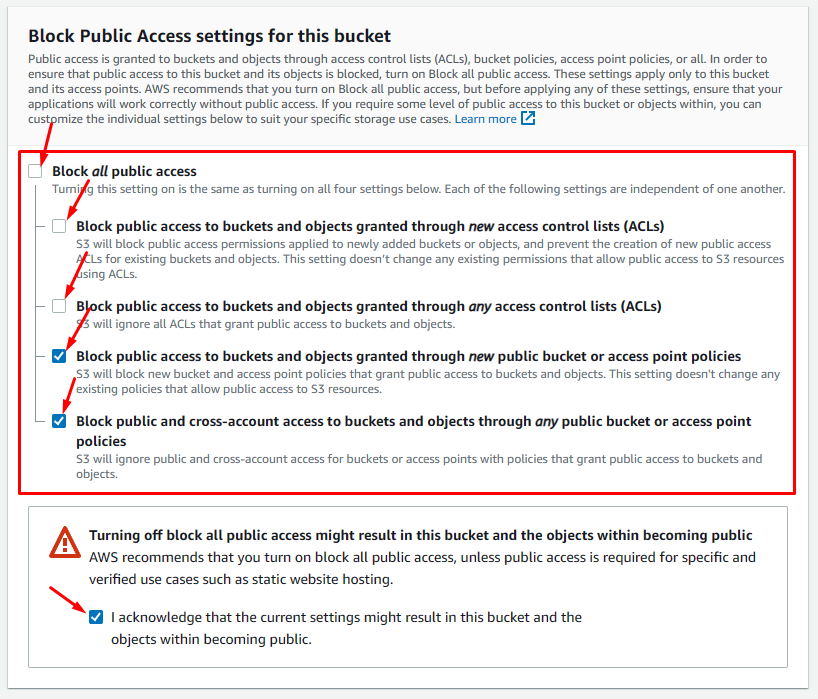 Block Public Access settings for this bucket
Public access is granted to buckets and objects through access control lists (ACLs), bucket policies, access point policies, or all. In order to
ensure that public access to this bucket and its objects is blocked, turn on Block all public access. These settings apply only to this bucket
and its access points. AWS recommends that you turn on Block all public access, but before applying any of these settings, ensure that your
applications will work correctly without public access. If you require some level of public access to this bucket or objects within, you can
customize the individual settings below to suit your specific storage use cases. Learn more
Block all public access
Turning this setting on is the same as turning on all four settings below. Each of the following settings are independent of one another.
Block public access to buckets and objects granted through new access control lists (ACLs)
S3 will block public access permissions applied to newly added buckets or objects, and prevent the creation of new public access
ACLs for existing buckets and objects. This setting doesn't change any existing permissions that allow public access to S3 resources
using ACLs.
Block public access to buckets and objects granted through any access control lists (ACLs)
S3 will ignore all ACLs that grant public access to buckets and objects.
Block public access to buckets and objects granted through new public bucket or access point policies
S3 will block new bucket and access point policies that grant public access to buckets and objects. This setting doesn't change any
existing policies that allow public access to S3 resources.
Block public and cross-account access to buckets and objects through any public bucket or access point
policies
S3 will ignore public and cross-account access for buckets or access points with policies that grant public access to buckets and
objects.
Turning off block all public access might result in this bucket and the objects within becoming public
AWS recommends that you turn on block all public access, unless public access is required for specific and
verified use cases such as static website hosting.
I acknowledge that the current settings might result in this bucket and the
objects within becoming public.